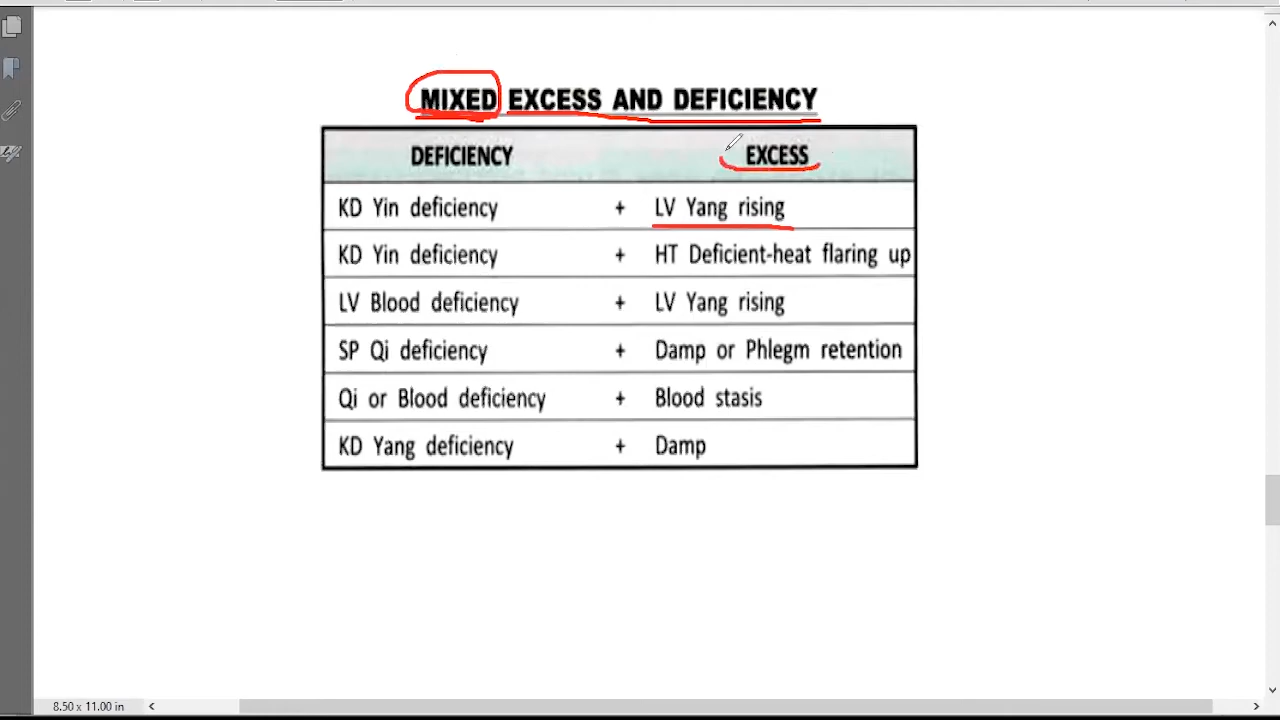 MIXED EXCESS AND DEFICIENCY
DEFICIENCY EXCESS
KD Yin deficiency + LV Yang rising
KD Yin deficiency + HT Deficient-heat flaring up
LV Blood deficiency + LV Yang rising
SP Qi deficiency + Damp or Phlegm retention
Qi or Blood deficiency + Blood stasis
KD Yang deficiency + Damp
8.50 x 11.00 in